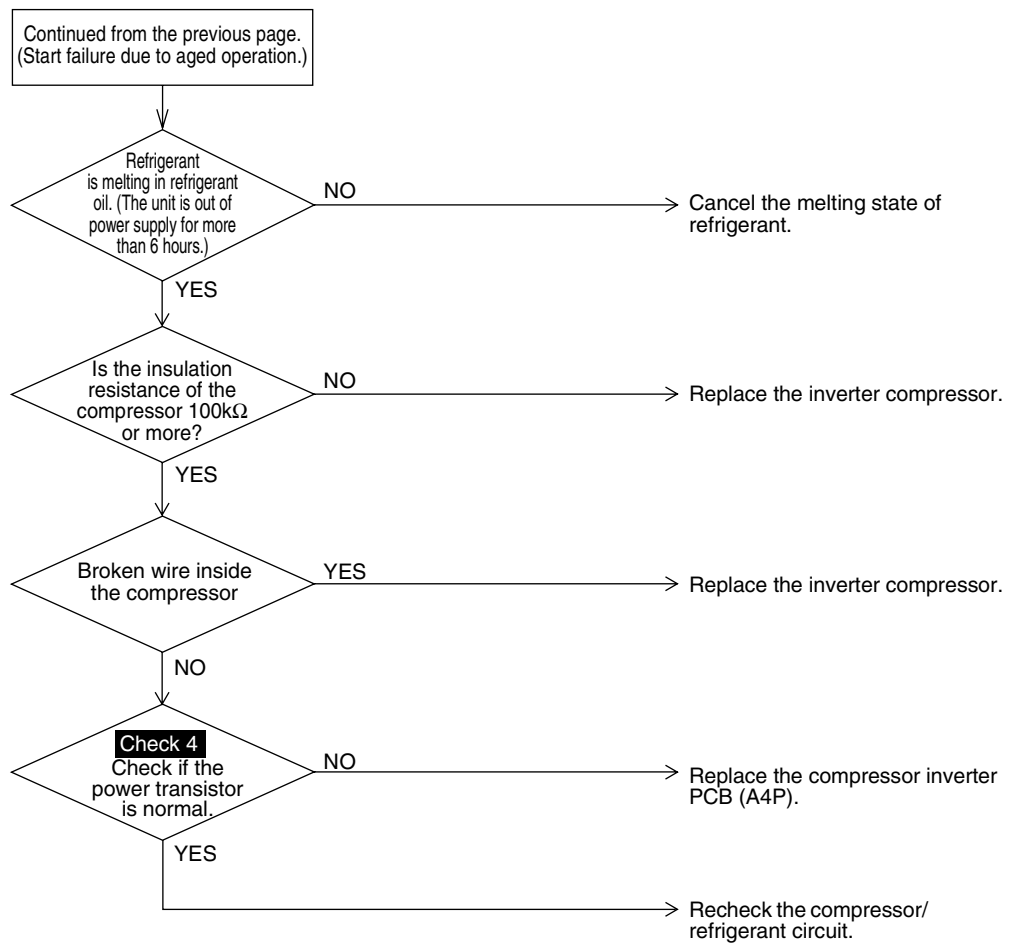 Continued from the previous page.
(Start failure due to aged operation.)
Refrigerant
is melting in refrigerant
oil. (The unit is out of
power supply for more
than 6 hours.)
NO
Cancel the melting state of
refrigerant.
YES
Is the insulation
resistance of the
compressor 100kΩ
or more?
NO
Replace the inverter compressor.
YES
Broken wire inside
the compressor
YES
Replace the inverter compressor.
NO
Check 4
Check if the
power transistor
is normal.
NO
Replace the compressor inverter
PCB (A4P).
YES
Recheck the compressor/
refrigerant circuit.